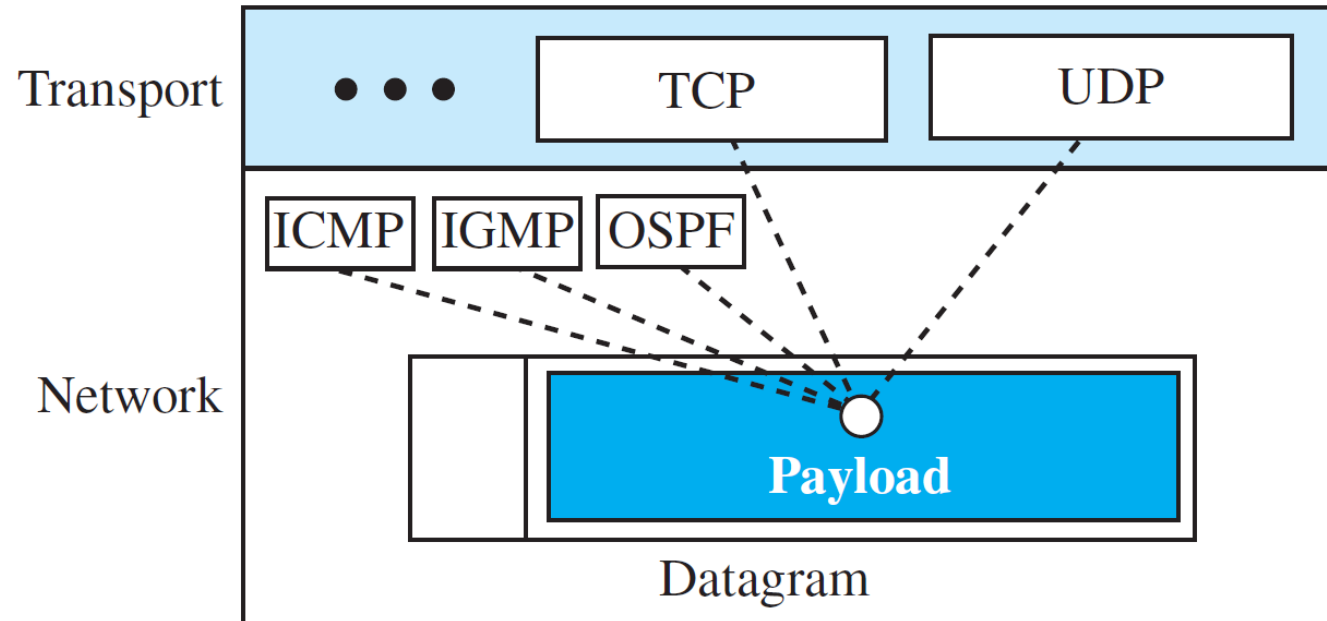 Transport
TCP
UDP
ICMP
IGMP
OSPF
Network
Payload
Datagram